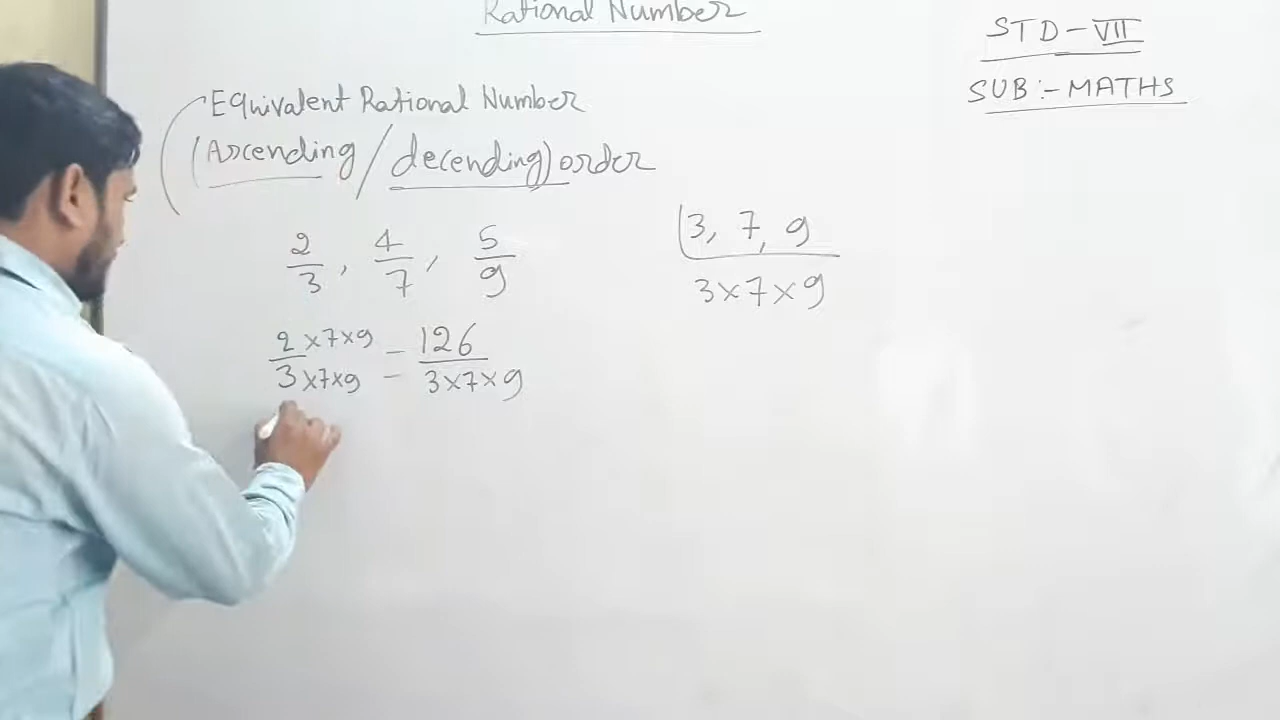 Rational Number
STD - VII
SUB :- MATHS
Equivalent Rational Number
(Ascending / decending) order
2/3, 4/7, 5/9
3, 7, 9
3×7×9
2×7×9/3×7×9 = 126/3×7×9